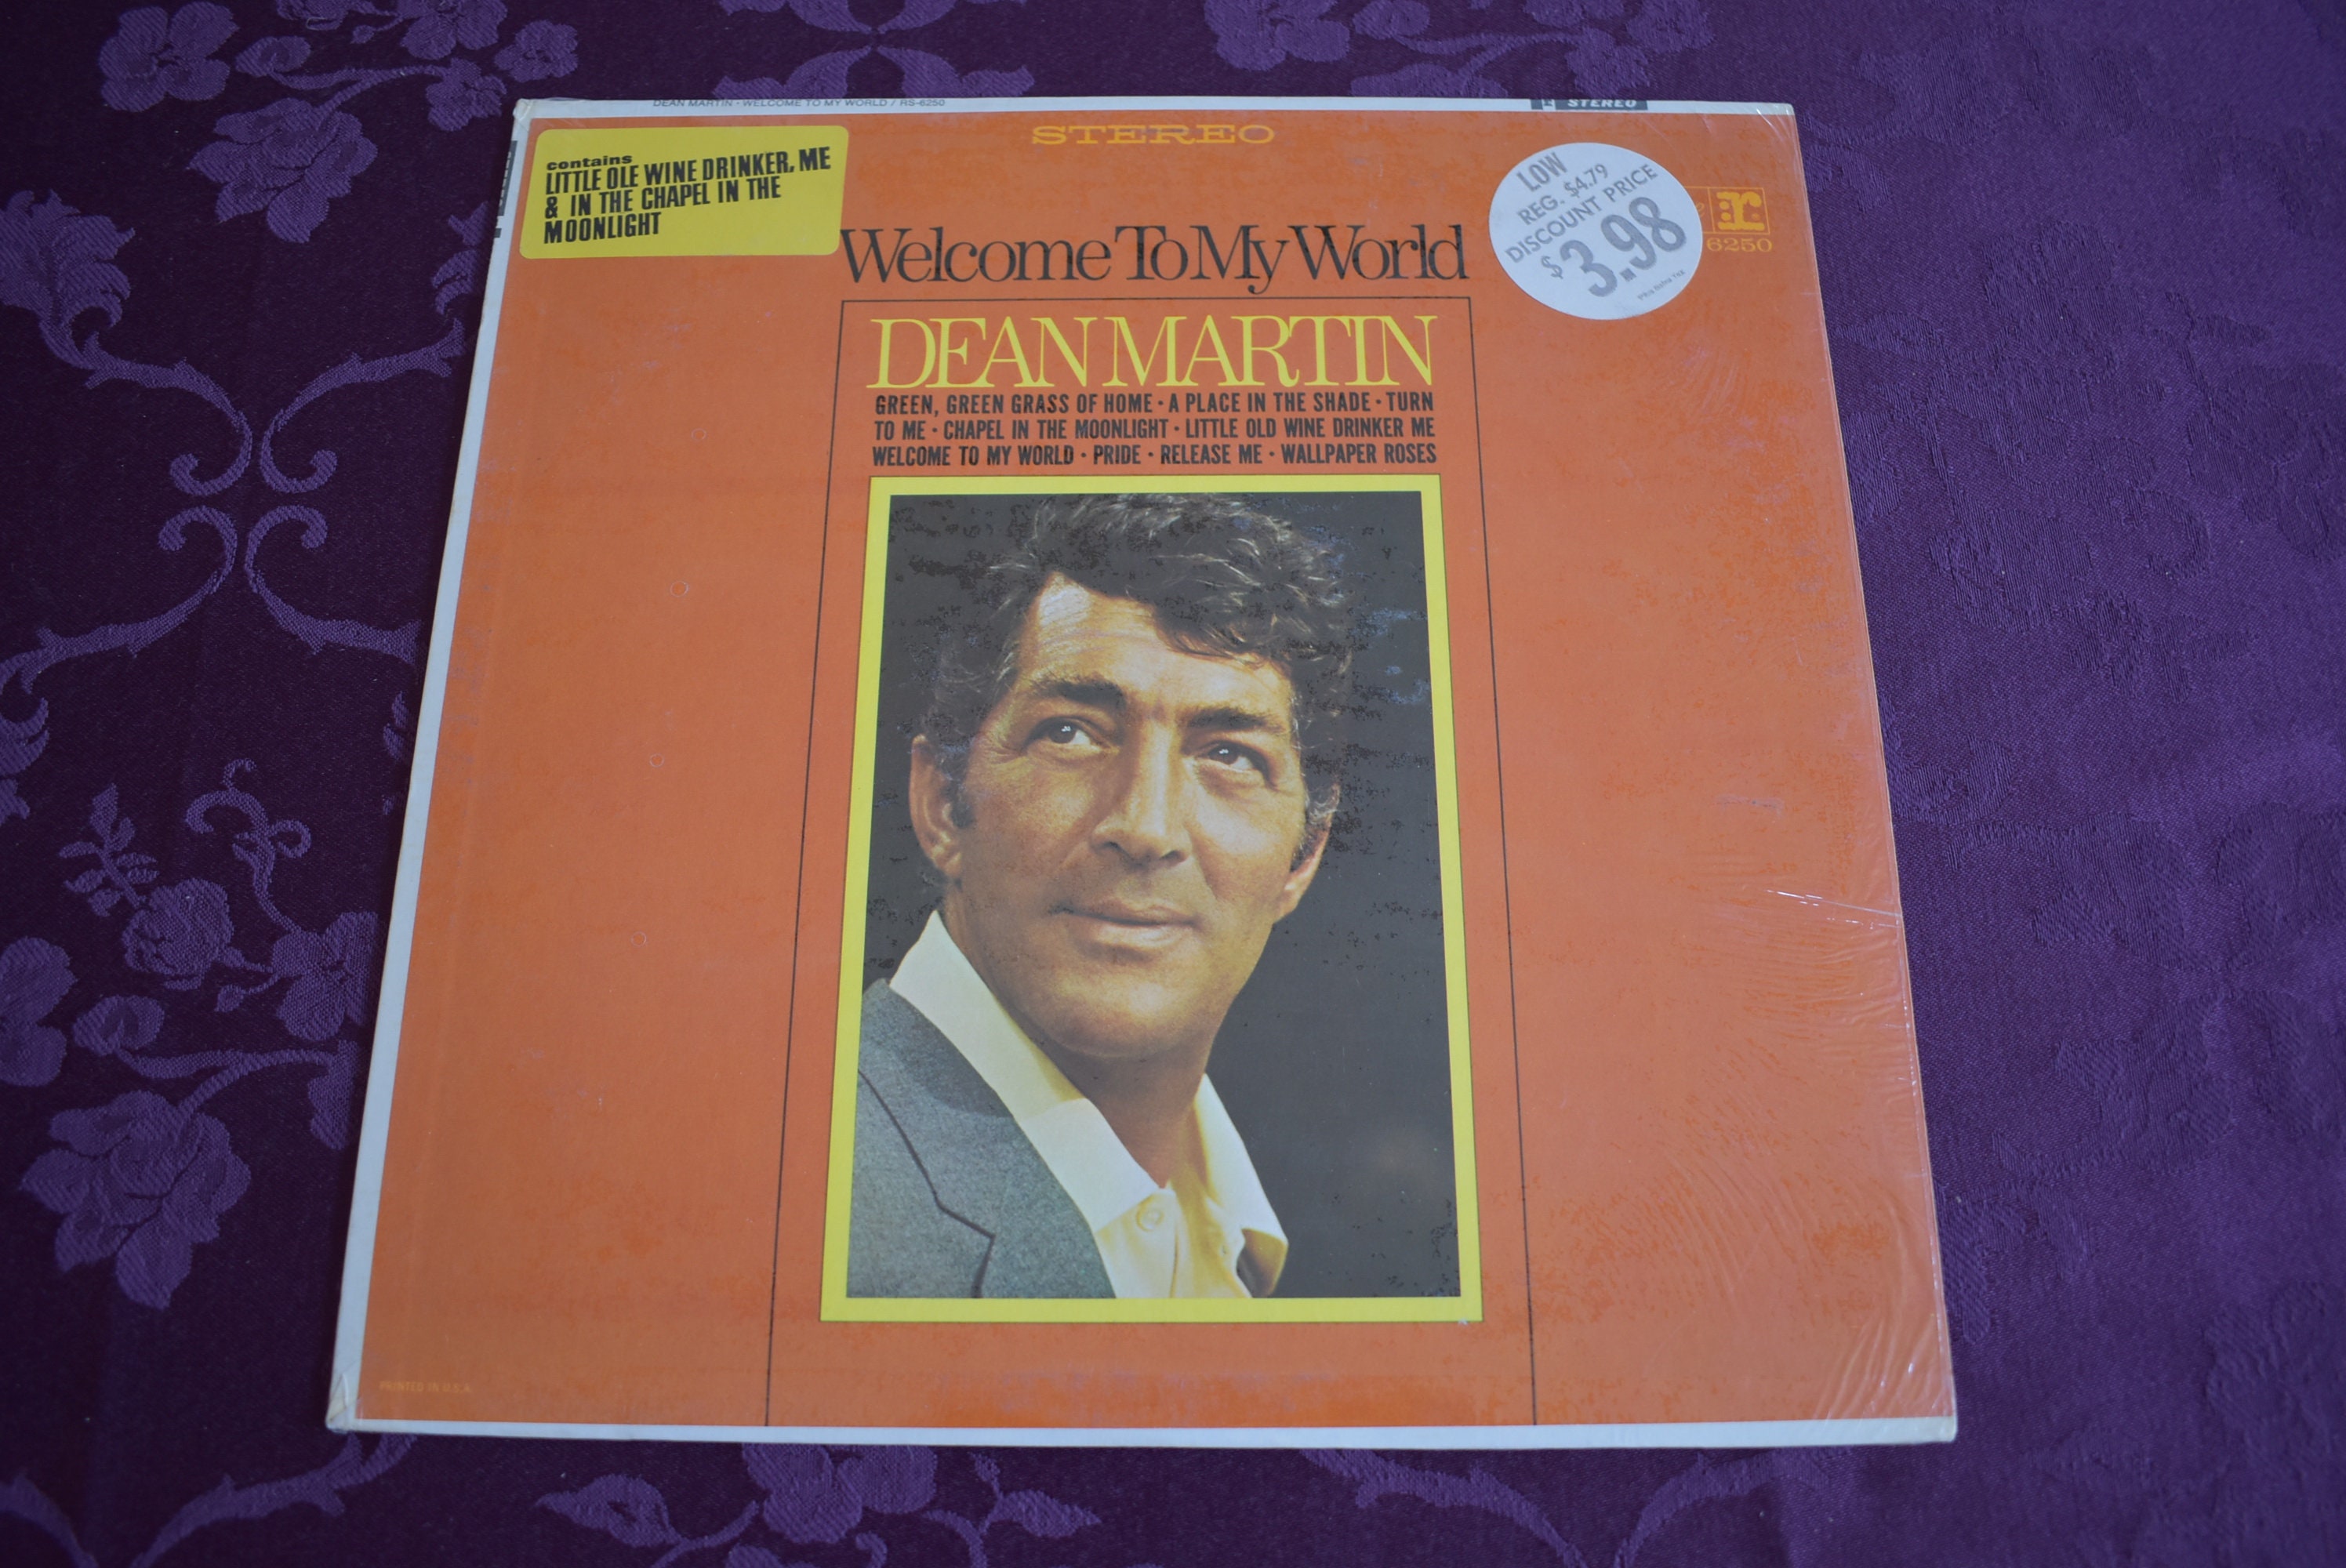 DEAN MARTIN • WELCOME TO MY WORLD / RS-6250
STEREO
STEREO
contains
LITTLE OLE WINE DRINKER, ME
& IN THE CHAPEL IN THE
MOONLIGHT
LOW
REG. $4.79
DISCOUNT PRICE
$3.98
r
6250
Welcome To My World
DEAN MARTIN
GREEN, GREEN GRASS OF HOME • A PLACE IN THE SHADE • TURN
TO ME • CHAPEL IN THE MOONLIGHT • LITTLE OLD WINE DRINKER ME
WELCOME TO MY WORLD • PRIDE • RELEASE ME • WALLPAPER ROSES
PRINTED IN U.S.A.